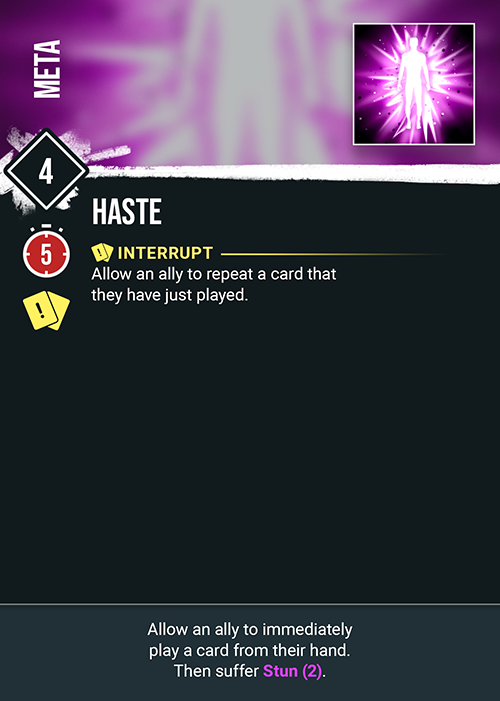 META
4
HASTE
5
! INTERRUPT
Allow an ally to repeat a card that
they have just played.
!
Allow an ally to immediately
play a card from their hand.
Then suffer Stun (2).